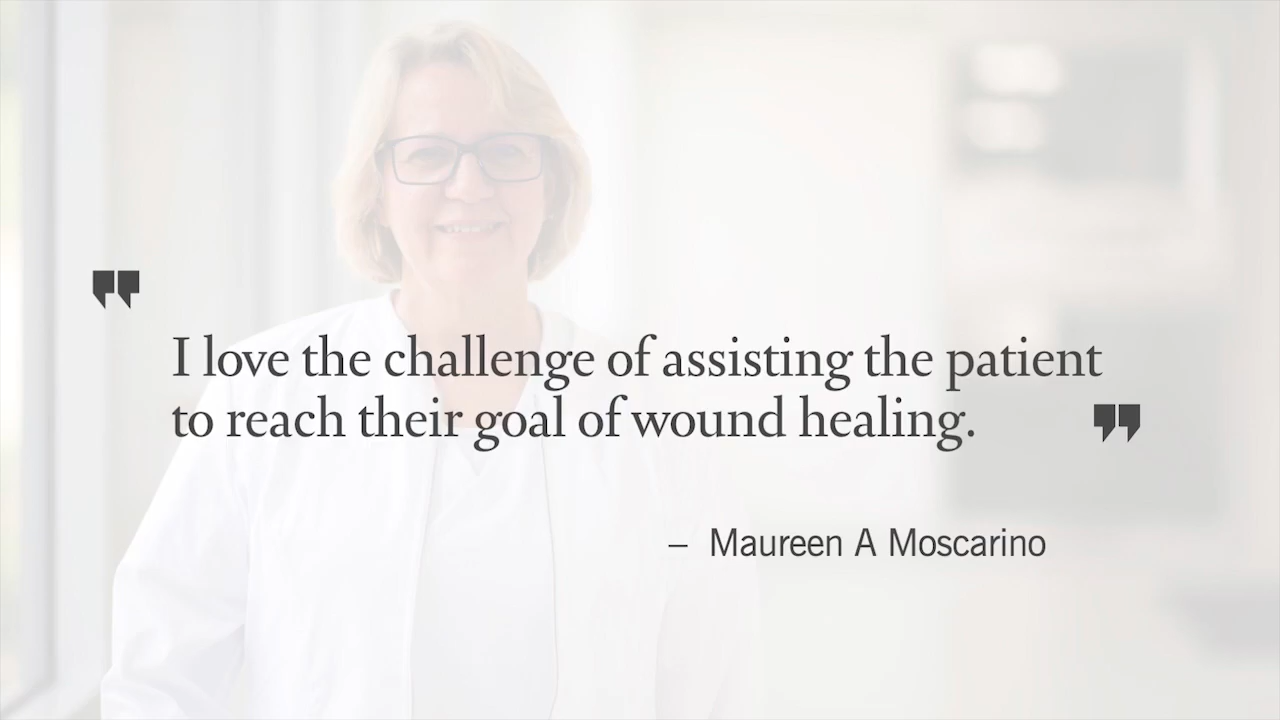 ❞
I love the challenge of assisting the patient
to reach their goal of wound healing.
❞
– Maureen A Moscarino